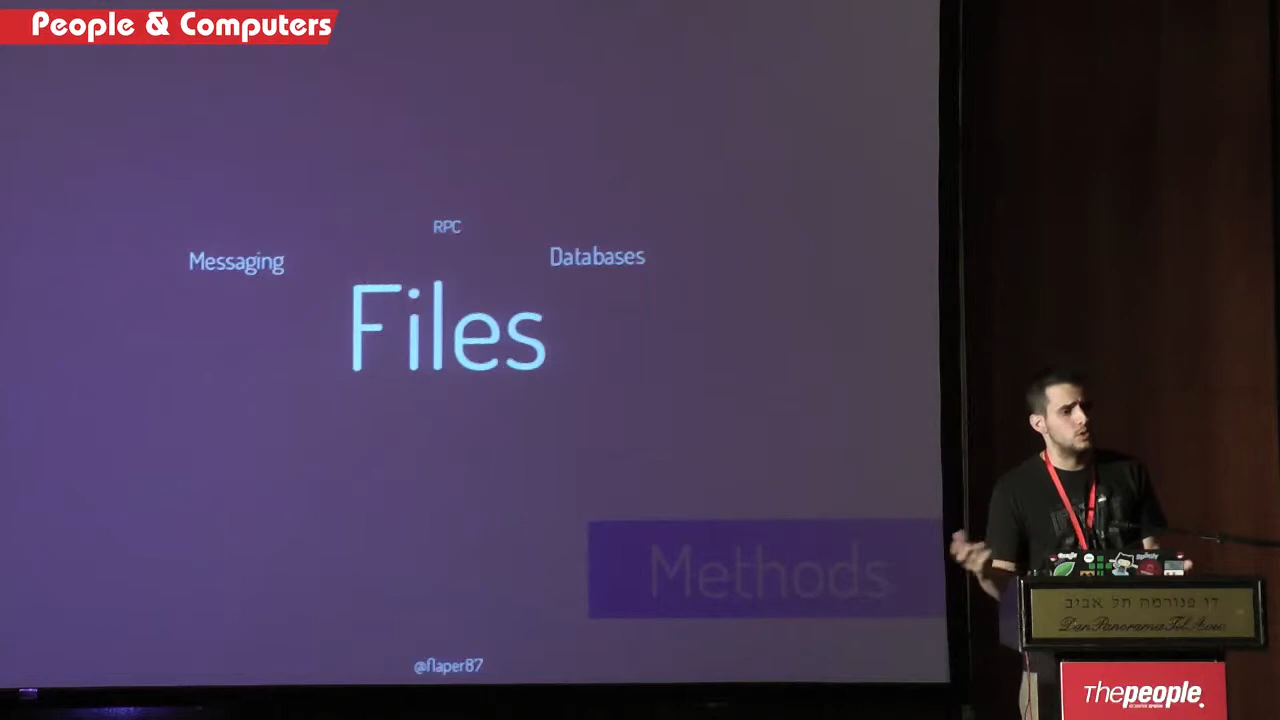 People & Computers
RPC
Messaging
Databases
Files
Methods
@flaper87
דן פנורמה תל אביב
Dan Panorama Tel Aviv
Thepeople.